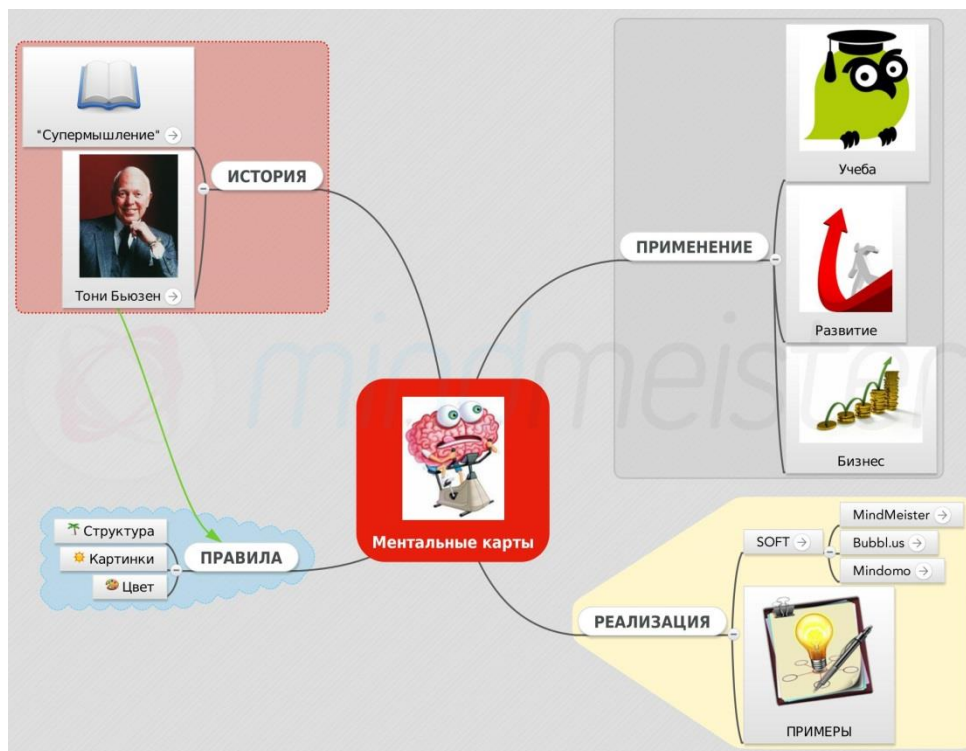 "Супермышление"
Тони Бьюзен
ИСТОРИЯ
Учеба
Развитие
Бизнес
ПРИМЕНЕНИЕ
mindmeister
Ментальные карты
Структура
Картинки
Цвет
ПРАВИЛА
РЕАЛИЗАЦИЯ
SOFT
MindMeister
Bubbl.us
Mindomo
ПРИМЕРЫ